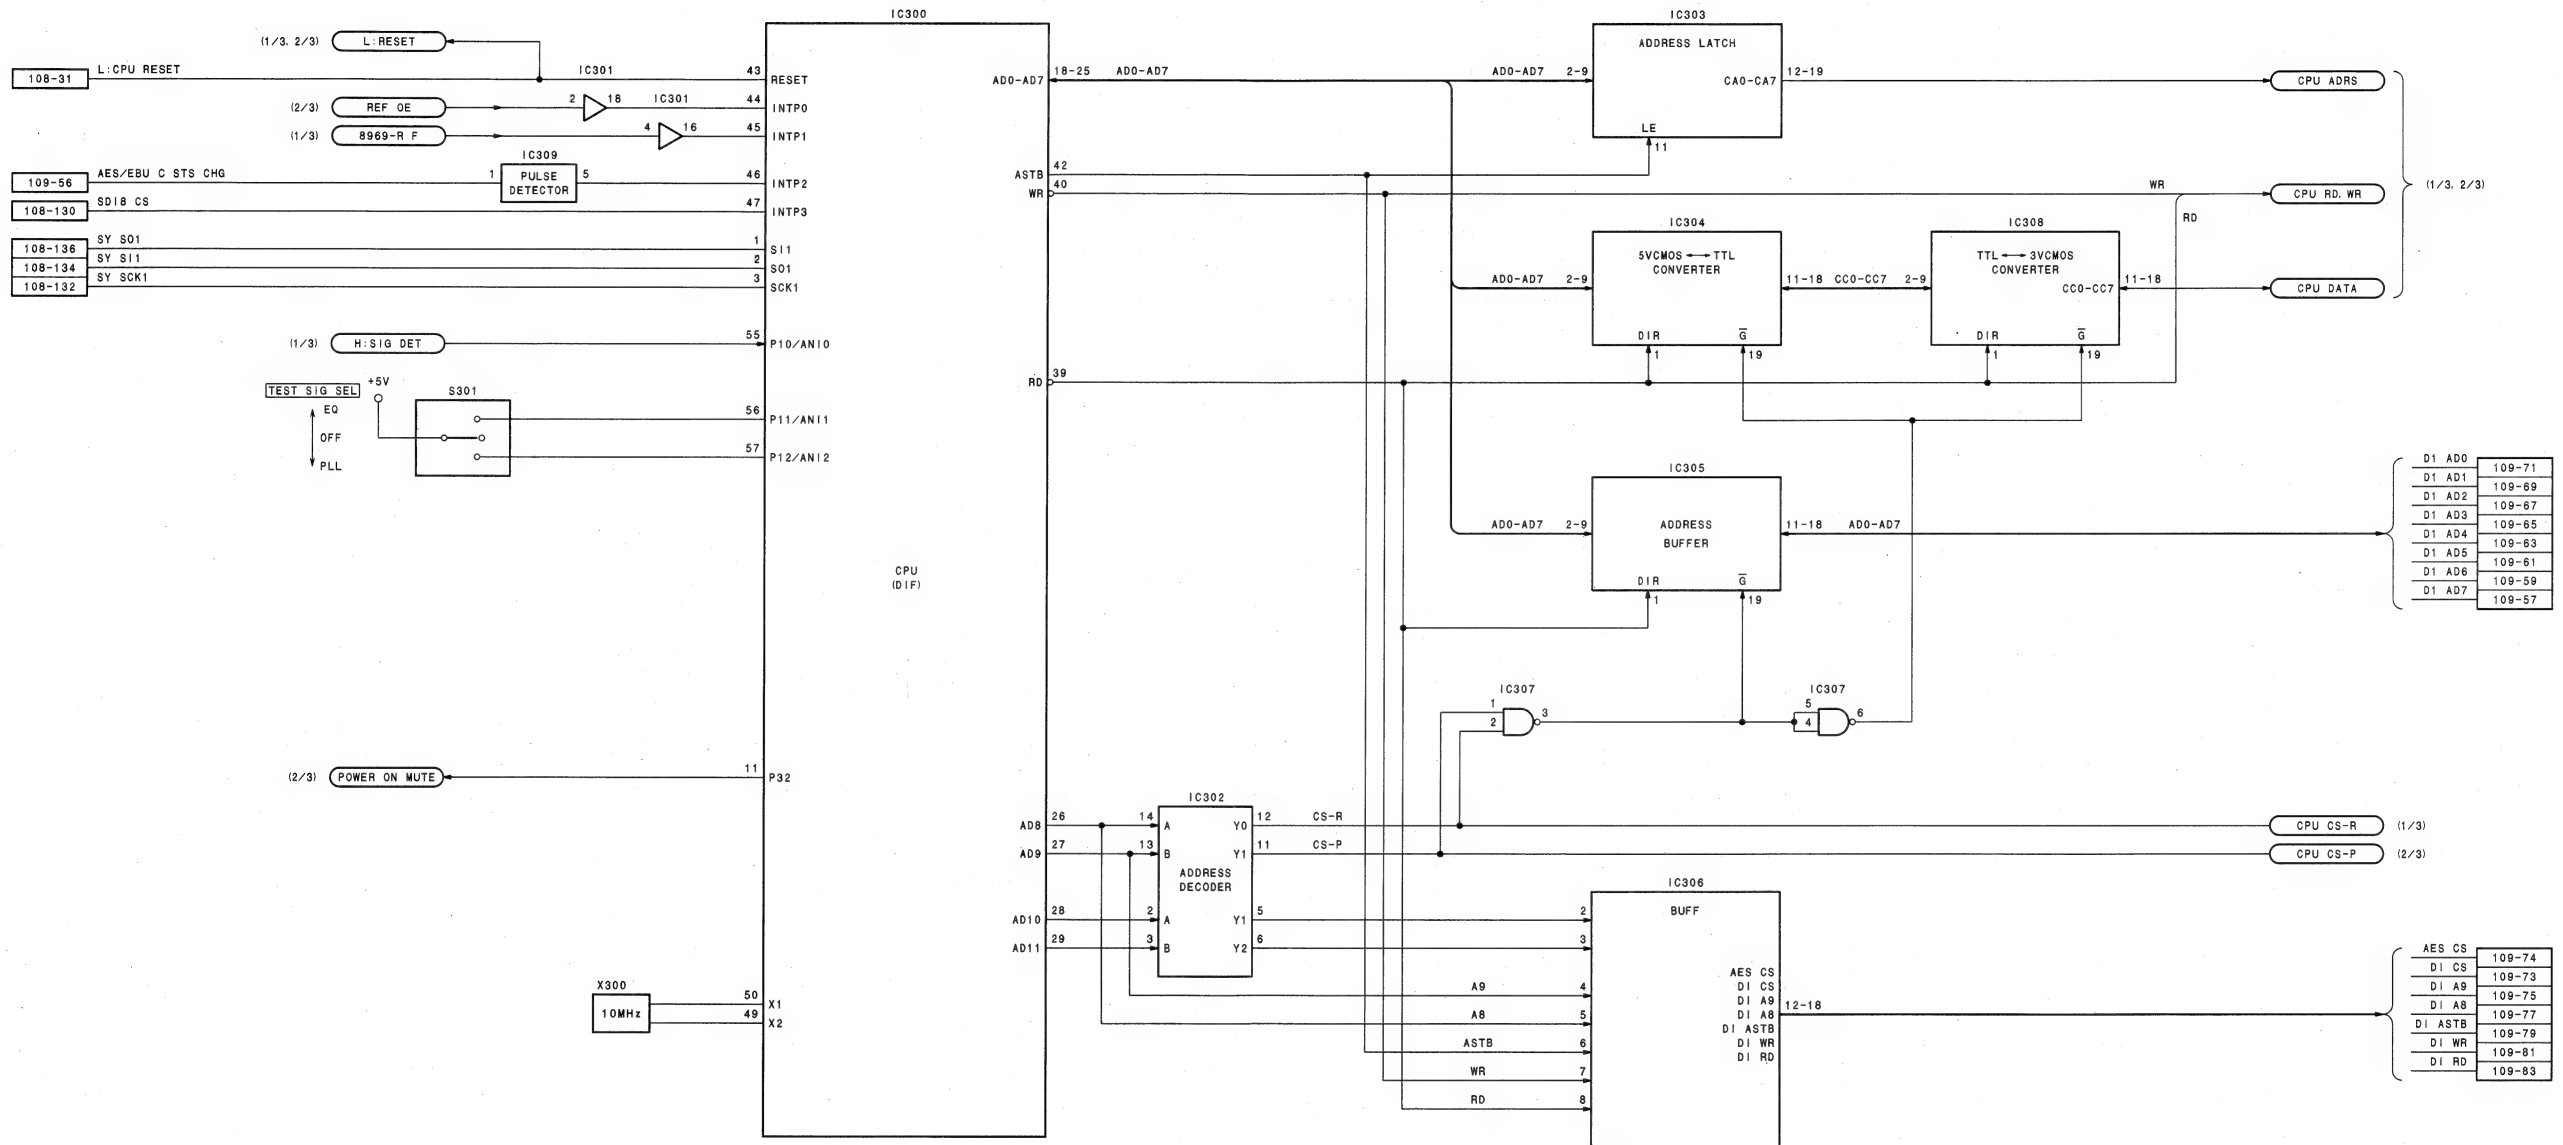 IC300
IC303
(1/3, 2/3) L:RESET
ADDRESS LATCH
108-31 L:CPU RESET IC301 43 RESET
AD0-AD7 18-25 AD0-AD7 AD0-AD7 2-9 CA0-CA7 12-19 CPU ADRS
(2/3) REF OE 2 18 IC301 44 INTP0
(1/3) 8969-R F 4 16 45 INTP1
LE
11
IC309
109-56 AES/EBU C STS CHG 1 PULSE DETECTOR 5 46 INTP2
108-130 SDI8 CS 47 INTP3
ASTB 42
WR 40 WR CPU RD, WR (1/3, 2/3)
RD
108-136 SY SO1 1 SI1
108-134 SY SI1 2 SO1
108-132 SY SCK1 3 SCK1
IC304 IC308
5VCMOS ↔ TTL CONVERTER
TTL ↔ 3VCMOS CONVERTER
AD0-AD7 2-9 11-18 CC0-CC7 2-9 CC0-CC7 11-18 CPU DATA
DIR G̅ DIR G̅
1 19 1 19
(1/3) H:SIG DET 55 P10/ANI0
RD 39
TEST SIG SEL +5V S301
EQ
OFF
PLL
56 P11/ANI1
57 P12/ANI2
IC305
ADDRESS
BUFFER
AD0-AD7 2-9 11-18 AD0-AD7
DIR G̅
1 19
D1 AD0 109-71
D1 AD1 109-69
D1 AD2 109-67
D1 AD3 109-65
D1 AD4 109-63
D1 AD5 109-61
D1 AD6 109-59
D1 AD7 109-57
CPU
(DIF)
IC307 IC307
1 2 3 5 4 6
(2/3) POWER ON MUTE 11 P32
IC302
AD8 26 14 A Y0 12 CS-R CPU CS-R (1/3)
AD9 27 13 B Y1 11 CS-P CPU CS-P (2/3)
ADDRESS
DECODER
AD10 28 2 A Y1 5 2
AD11 29 3 B Y2 6 3
IC306
BUFF
A9 4
A8 5
ASTB 6
WR 7
RD 8
AES CS
DI CS
DI A9
DI A8
DI ASTB
DI WR
DI RD
12-18
AES CS 109-74
DI CS 109-73
DI A9 109-75
DI A8 109-77
DI ASTB 109-79
DI WR 109-81
DI RD 109-83
X300
10MHz
50 X1
49 X2